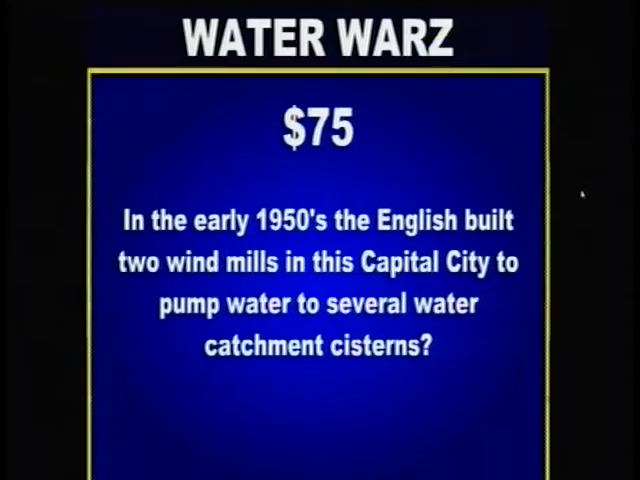 WATER WARZ
$75
In the early 1950's the English built
two wind mills in this Capital City to
pump water to several water
catchment cisterns?